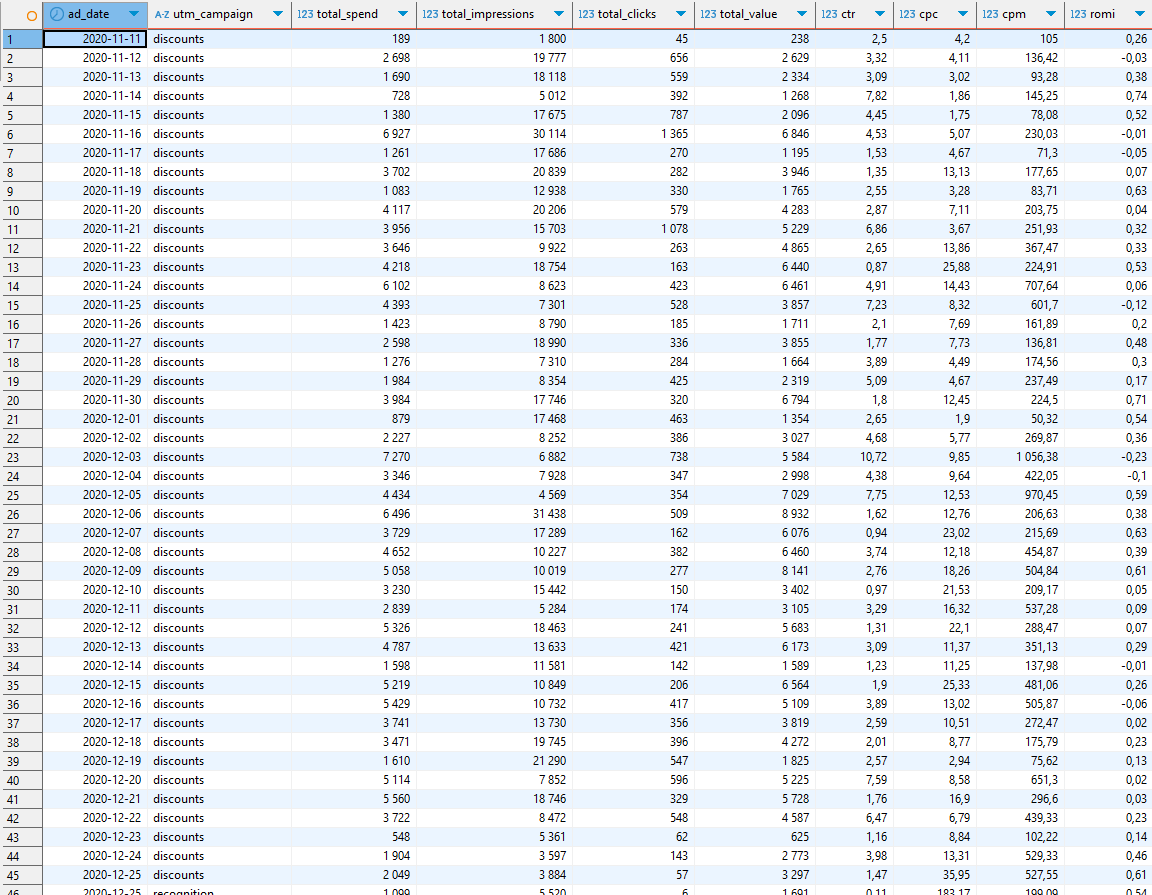 ad_date A-Z utm_campaign 123 total_spend 123 total_impressions 123 total_clicks 123 total_value 123 ctr 123 cpc 123 cpm 123 romi
1 2020-11-11 discounts 189 1 800 45 238 2,5 4,2 105 0,26
2 2020-11-12 discounts 2 698 19 777 656 2 629 3,32 4,11 136,42 -0,03
3 2020-11-13 discounts 1 690 18 118 559 2 334 3,09 3,02 93,28 0,38
4 2020-11-14 discounts 728 5 012 392 1 268 7,82 1,86 145,25 0,74
5 2020-11-15 discounts 1 380 17 675 787 2 096 4,45 1,75 78,08 0,52
6 2020-11-16 discounts 6 927 30 114 1 365 6 846 4,53 5,07 230,03 -0,01
7 2020-11-17 discounts 1 261 17 686 270 1 195 1,53 4,67 71,3 -0,05
8 2020-11-18 discounts 3 702 20 839 282 3 946 1,35 13,13 177,65 0,07
9 2020-11-19 discounts 1 083 12 938 330 1 765 2,55 3,28 83,71 0,63
10 2020-11-20 discounts 4 117 20 206 579 4 283 2,87 7,11 203,75 0,04
11 2020-11-21 discounts 3 956 15 703 1 078 5 229 6,86 3,67 251,93 0,32
12 2020-11-22 discounts 3 646 9 922 263 4 865 2,65 13,86 367,47 0,33
13 2020-11-23 discounts 4 218 18 754 163 6 440 0,87 25,88 224,91 0,53
14 2020-11-24 discounts 6 102 8 623 423 6 461 4,91 14,43 707,64 0,06
15 2020-11-25 discounts 4 393 7 301 528 3 857 7,23 8,32 601,7 -0,12
16 2020-11-26 discounts 1 423 8 790 185 1 711 2,1 7,69 161,89 0,2
17 2020-11-27 discounts 2 598 18 990 336 3 855 1,77 7,73 136,81 0,48
18 2020-11-28 discounts 1 276 7 310 284 1 664 3,89 4,49 174,56 0,3
19 2020-11-29 discounts 1 984 8 354 425 2 319 5,09 4,67 237,49 0,17
20 2020-11-30 discounts 3 984 17 746 320 6 794 1,8 12,45 224,5 0,71
21 2020-12-01 discounts 879 17 468 463 1 354 2,65 1,9 50,32 0,54
22 2020-12-02 discounts 2 227 8 252 386 3 027 4,68 5,77 269,87 0,36
23 2020-12-03 discounts 7 270 6 882 738 5 584 10,72 9,85 1 056,38 -0,23
24 2020-12-04 discounts 3 346 7 928 347 2 998 4,38 9,64 422,05 -0,1
25 2020-12-05 discounts 4 434 4 569 354 7 029 7,75 12,53 970,45 0,59
26 2020-12-06 discounts 6 496 31 438 509 8 932 1,62 12,76 206,63 0,38
27 2020-12-07 discounts 3 729 17 289 162 6 076 0,94 23,02 215,69 0,63
28 2020-12-08 discounts 4 652 10 227 382 6 460 3,74 12,18 454,87 0,39
29 2020-12-09 discounts 5 058 10 019 277 8 141 2,76 18,26 504,84 0,61
30 2020-12-10 discounts 3 230 15 442 150 3 402 0,97 21,53 209,17 0,05
31 2020-12-11 discounts 2 839 5 284 174 3 105 3,29 16,32 537,28 0,09
32 2020-12-12 discounts 5 326 18 463 241 5 683 1,31 22,1 288,47 0,07
33 2020-12-13 discounts 4 787 13 633 421 6 173 3,09 11,37 351,13 0,29
34 2020-12-14 discounts 1 598 11 581 142 1 589 1,23 11,25 137,98 -0,01
35 2020-12-15 discounts 5 219 10 849 206 6 564 1,9 25,33 481,06 0,26
36 2020-12-16 discounts 5 429 10 732 417 5 109 3,89 13,02 505,87 -0,06
37 2020-12-17 discounts 3 741 13 730 356 3 819 2,59 10,51 272,47 0,02
38 2020-12-18 discounts 3 471 19 745 396 4 272 2,01 8,77 175,79 0,23
39 2020-12-19 discounts 1 610 21 290 547 1 825 2,57 2,94 75,62 0,13
40 2020-12-20 discounts 5 114 7 852 596 5 225 7,59 8,58 651,3 0,02
41 2020-12-21 discounts 5 560 18 746 329 5 728 1,76 16,9 296,6 0,03
42 2020-12-22 discounts 3 722 8 472 548 4 587 6,47 6,79 439,33 0,23
43 2020-12-23 discounts 548 5 361 62 625 1,16 8,84 102,22 0,14
44 2020-12-24 discounts 1 904 3 597 143 2 773 3,98 13,31 529,33 0,46
45 2020-12-25 discounts 2 049 3 884 57 3 297 1,47 35,95 527,55 0,61
46 2020-12-25 recognition 1 099 5 520 6 1 691 0,11 183,17 199,09 0,54